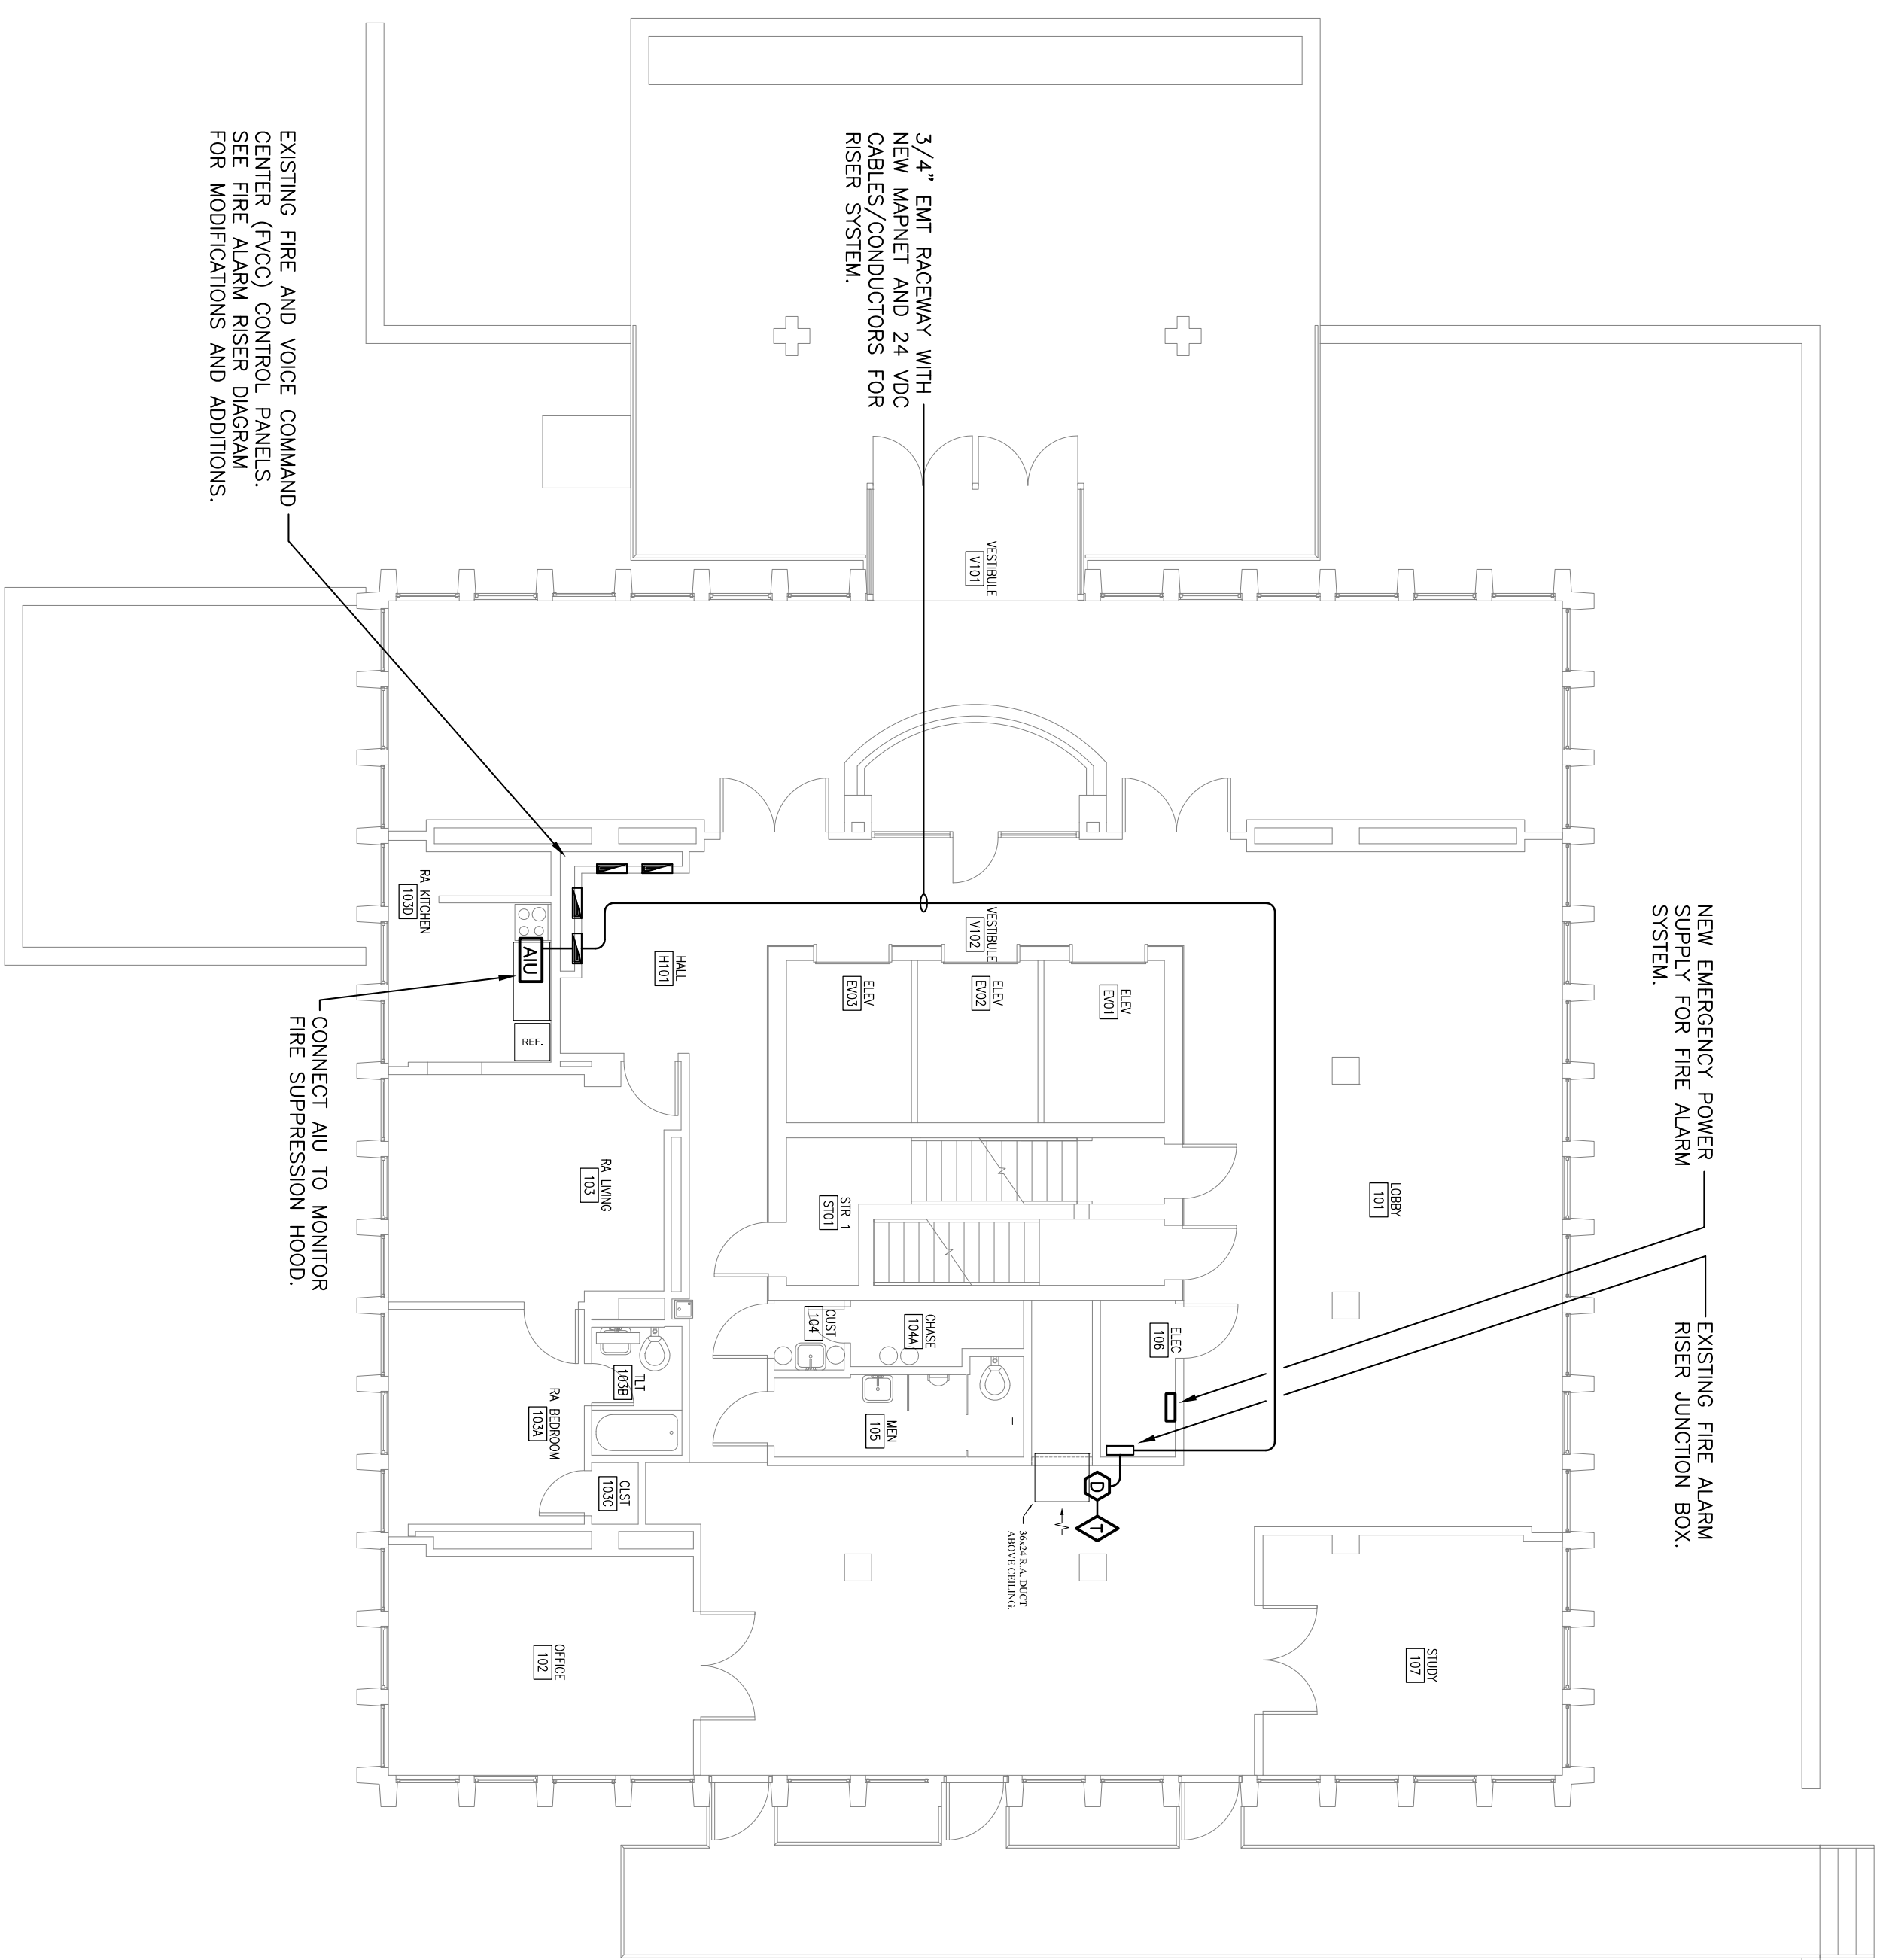 NEW EMERGENCY POWER
SUPPLY FOR FIRE ALARM
SYSTEM.
EXISTING FIRE ALARM
RISER JUNCTION BOX.
3/4" EMT RACEWAY WITH
NEW MAPNET AND 24 VDC
CABLES/CONDUCTORS FOR
RISER SYSTEM.
EXISTING FIRE AND VOICE COMMAND
CENTER (FVCC) CONTROL PANELS.
SEE FIRE ALARM RISER DIAGRAM
FOR MODIFICATIONS AND ADDITIONS.
CONNECT AIU TO MONITOR
FIRE SUPPRESSION HOOD.
VESTIBULE
V101
VESTIBULE
V102
LOBBY
101
STUDY
107
ELEV
EV01
ELEV
EV02
ELEV
EV03
ELEC
106
STR 1
ST01
CHASE
104A
CUST
104
MEN
105
D
T
36x24 R.A. DUCT
ABOVE CEILING.
HALL
H101
RA KITCHEN
103D
AIU
REF.
RA LIVING
103
TLT
103B
RA BEDROOM
103A
CLST
103C
OFFICE
102